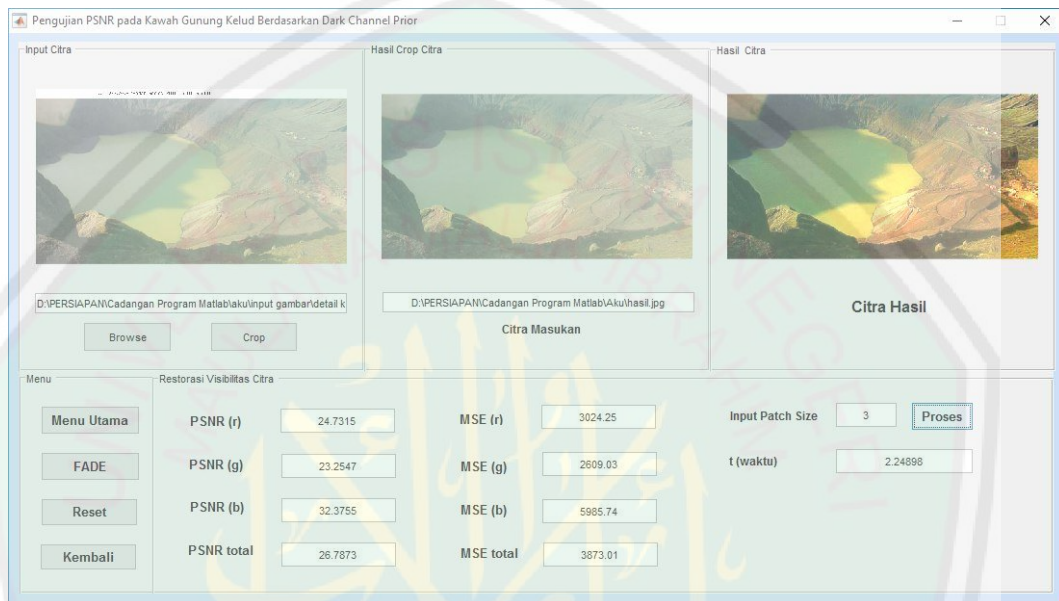 Pengujian PSNR pada Kawah Gunung Kelud Berdasarkan Dark Channel Prior
Input Citra
Hasil Crop Citra
Hasil Citra
D:\PERSIAPAN\Cadangan Program Matlab\aku\input gambar\detail k
D:\PERSIAPAN\Cadangan Program Matlab\Aku\hasil.jpg
Citra Hasil
Browse
Crop
Citra Masukan
Menu
Restorasi Visibilitas Citra
Menu Utama
PSNR (r)
24.7315
MSE (r)
3024.25
Input Patch Size
3
Proses
FADE
PSNR (g)
23.2547
MSE (g)
2609.03
t (waktu)
2.24898
Reset
PSNR (b)
32.3755
MSE (b)
5985.74
Kembali
PSNR total
26.7873
MSE total
3873.01